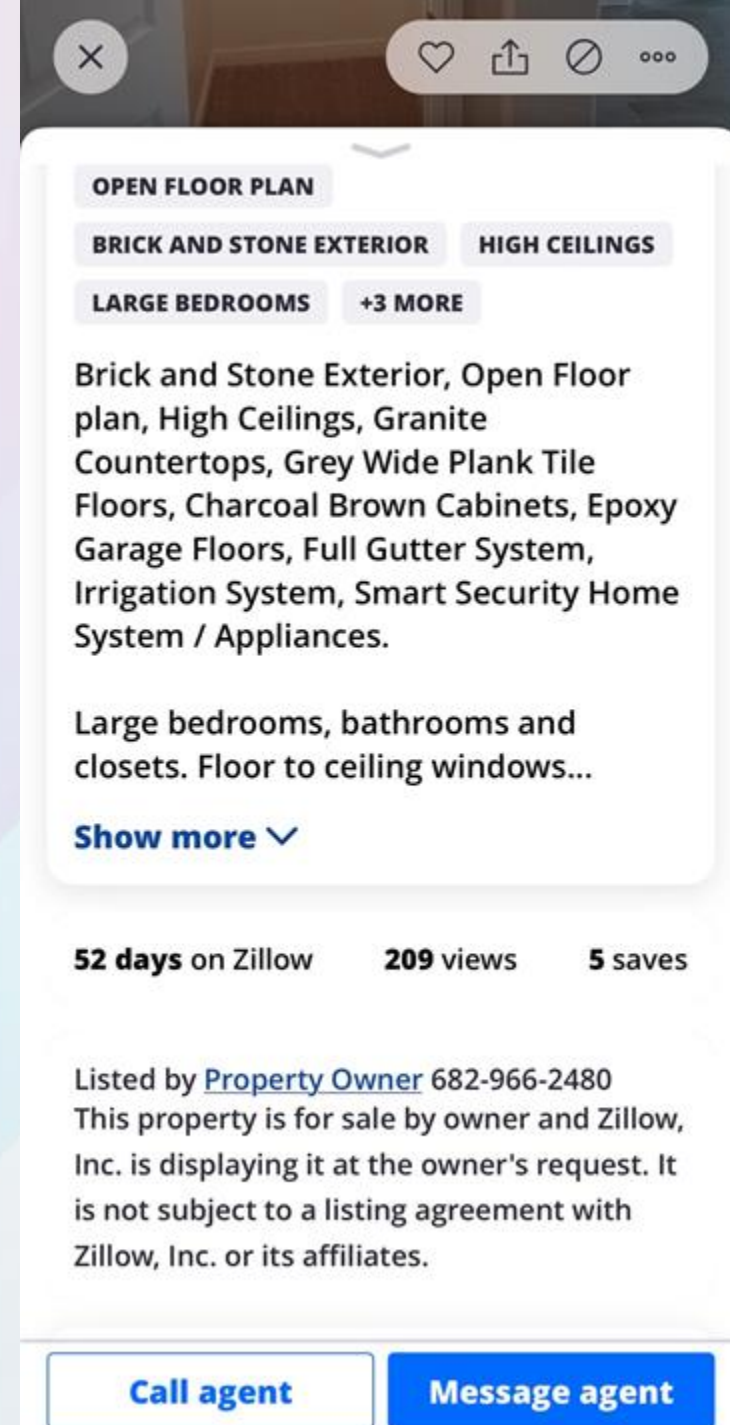 OPEN FLOOR PLAN
BRICK AND STONE EXTERIOR HIGH CEILINGS
LARGE BEDROOMS +3 MORE
Brick and Stone Exterior, Open Floor
plan, High Ceilings, Granite
Countertops, Grey Wide Plank Tile
Floors, Charcoal Brown Cabinets, Epoxy
Garage Floors, Full Gutter System,
Irrigation System, Smart Security Home
System / Appliances.
Large bedrooms, bathrooms and
closets. Floor to ceiling windows...
Show more
52 days on Zillow 209 views 5 saves
Listed by Property Owner 682-966-2480
This property is for sale by owner and Zillow,
Inc. is displaying it at the owner's request. It
is not subject to a listing agreement with
Zillow, Inc. or its affiliates.
Call agent Message agent